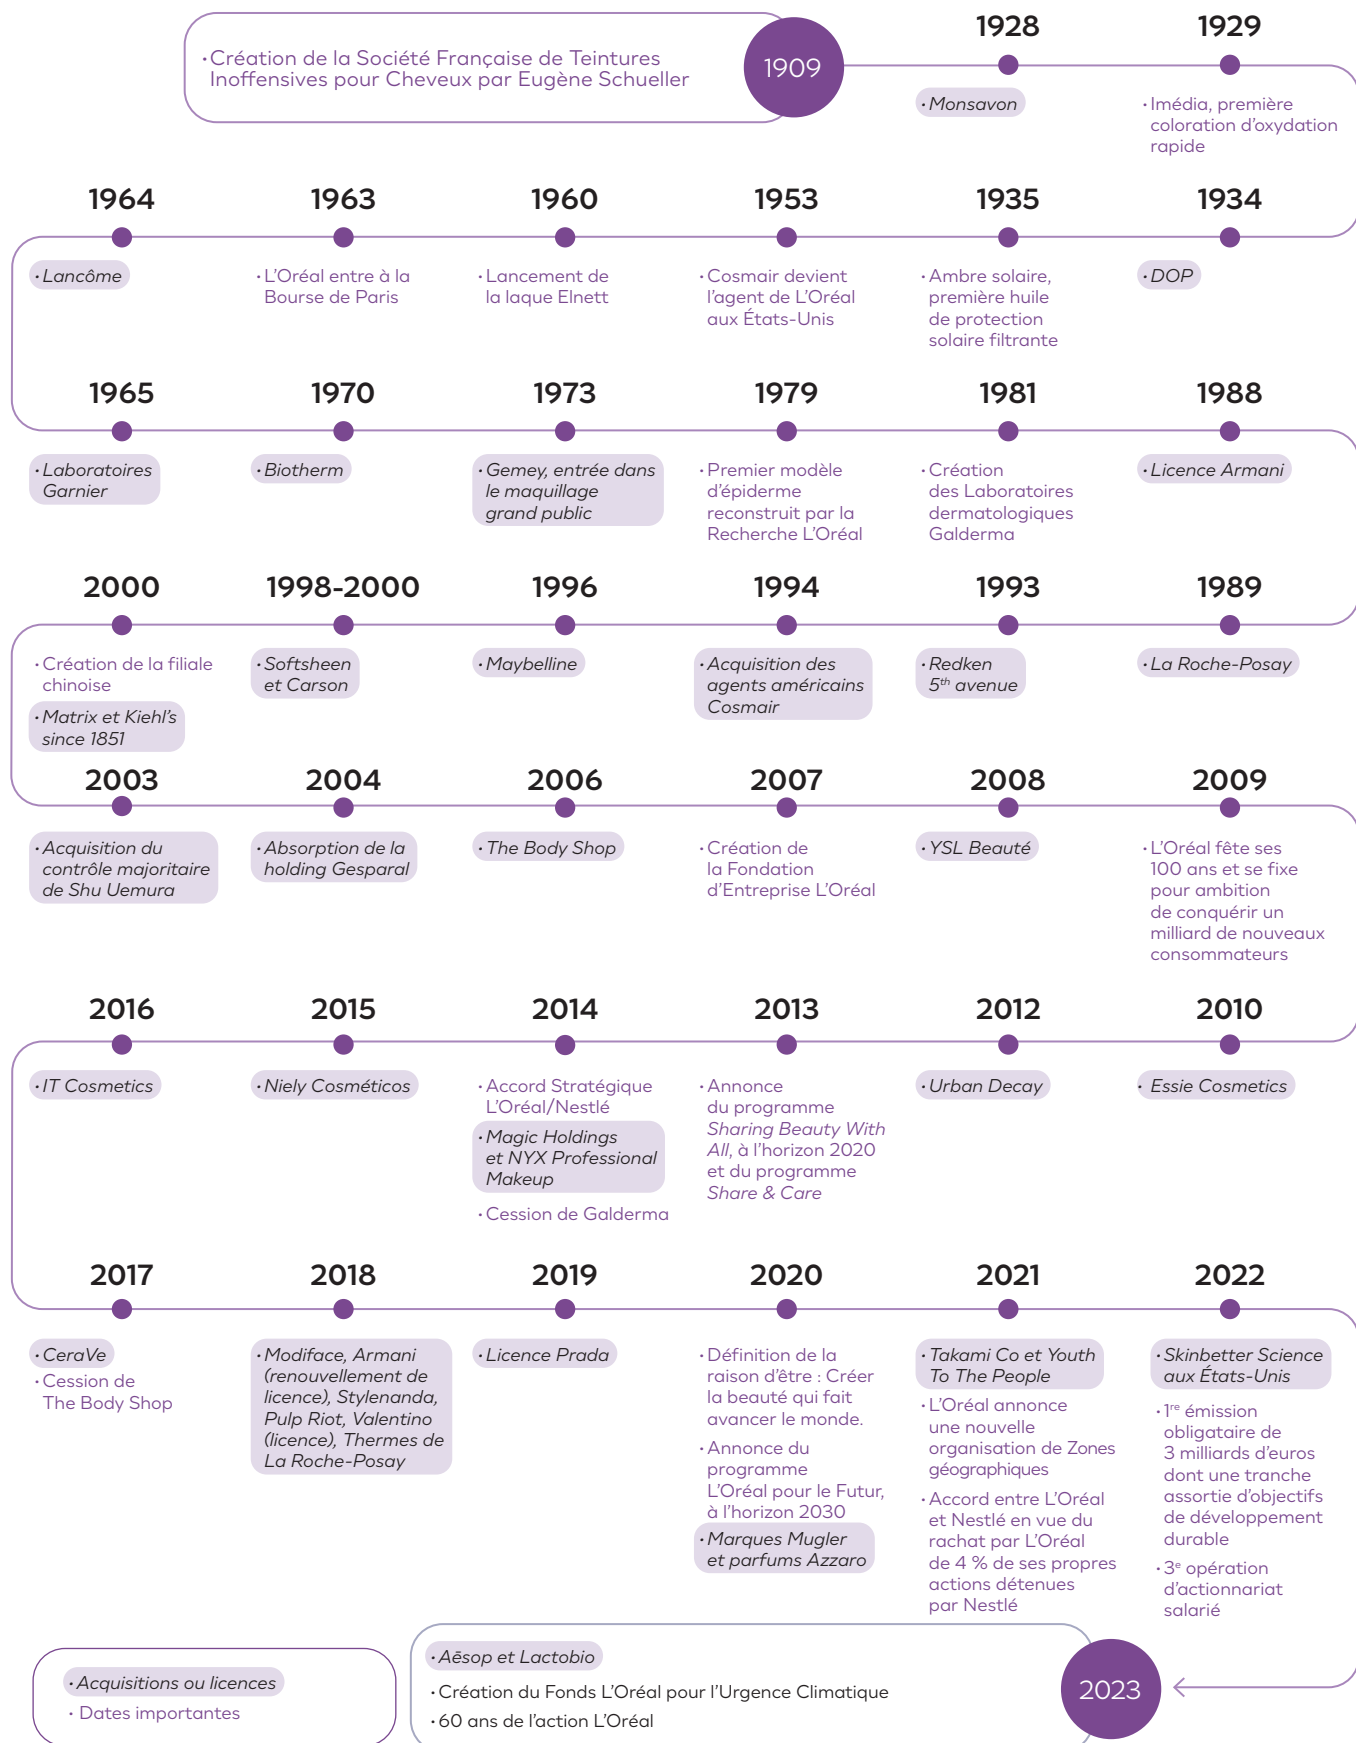 · Création de la Société Française de Teintures
Inoffensives pour Cheveux par Eugène Schueller
1909
1928
· Monsavon
1929
· Imédia, première
coloration d’oxydation
rapide
1934
· DOP
1935
· Ambre solaire,
première huile
de protection
solaire filtrante
1953
· Cosmair devient
l’agent de L’Oréal
aux États-Unis
1960
· Lancement de
la laque Elnett
1963
· L’Oréal entre à la
Bourse de Paris
1964
· Lancôme
1965
· Laboratoires
Garnier
1970
· Biotherm
1973
· Gemey, entrée dans
le maquillage
grand public
1979
· Premier modèle
d’épiderme
reconstruit par la
Recherche L’Oréal
1981
· Création
des Laboratoires
dermatologiques
Galderma
1988
· Licence Armani
1989
· La Roche-Posay
1993
· Redken
5th avenue
1994
· Acquisition des
agents américains
Cosmair
1996
· Maybelline
1998-2000
· Softsheen
et Carson
2000
· Création de la filiale
chinoise
· Matrix et Kiehl’s
since 1851
2003
· Acquisition du
contrôle majoritaire
de Shu Uemura
2004
· Absorption de la
holding Gesparal
2006
· The Body Shop
2007
· Création de
la Fondation
d’Entreprise L’Oréal
2008
· YSL Beauté
2009
· L’Oréal fête ses
100 ans et se fixe
pour ambition
de conquérir un
milliard de nouveaux
consommateurs
2010
· Essie Cosmetics
2012
· Urban Decay
2013
· Annonce
du programme
Sharing Beauty With
All, à l’horizon 2020
et du programme
Share & Care
2014
· Accord Stratégique
L’Oréal/Nestlé
· Magic Holdings
et NYX Professional
Makeup
· Cession de Galderma
2015
· Niely Cosméticos
2016
· IT Cosmetics
2017
· CeraVe
· Cession de
The Body Shop
2018
· Modiface, Armani
(renouvellement de
licence), Stylenanda,
Pulp Riot, Valentino
(licence), Thermes de
La Roche-Posay
2019
· Licence Prada
2020
· Définition de la
raison d’être : Créer
la beauté qui fait
avancer le monde.
· Annonce du
programme
L’Oréal pour le Futur,
à l’horizon 2030
· Marques Mugler
et parfums Azzaro
2021
· Takami Co et Youth
To The People
· L’Oréal annonce
une nouvelle
organisation de Zones
géographiques
· Accord entre L’Oréal
et Nestlé en vue du
rachat par L’Oréal
de 4 % de ses propres
actions détenues
par Nestlé
2022
· Skinbetter Science
aux États-Unis
· 1re émission
obligataire de
3 milliards d’euros
dont une tranche
assortie d’objectifs
de développement
durable
· 3e opération
d’actionnariat
salarié
2023
· Aēsop et Lactobio
· Création du Fonds L’Oréal pour l’Urgence Climatique
· 60 ans de l’action L’Oréal
· Acquisitions ou licences
· Dates importantes